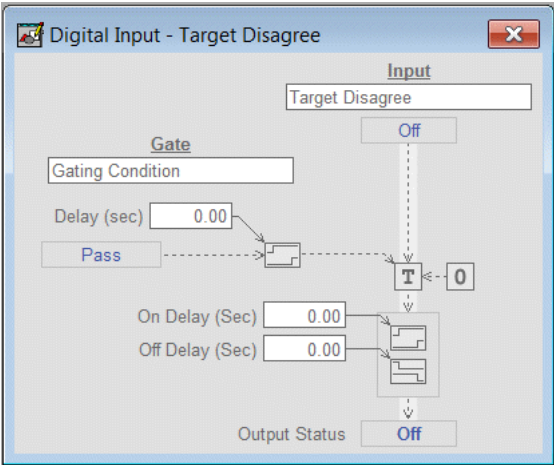 Digital Input - Target Disagree
Input
Target Disagree
Off
Gate
Gating Condition
Delay (sec) 0.00
Pass
T 0
On Delay (Sec) 0.00
Off Delay (Sec) 0.00
Output Status Off